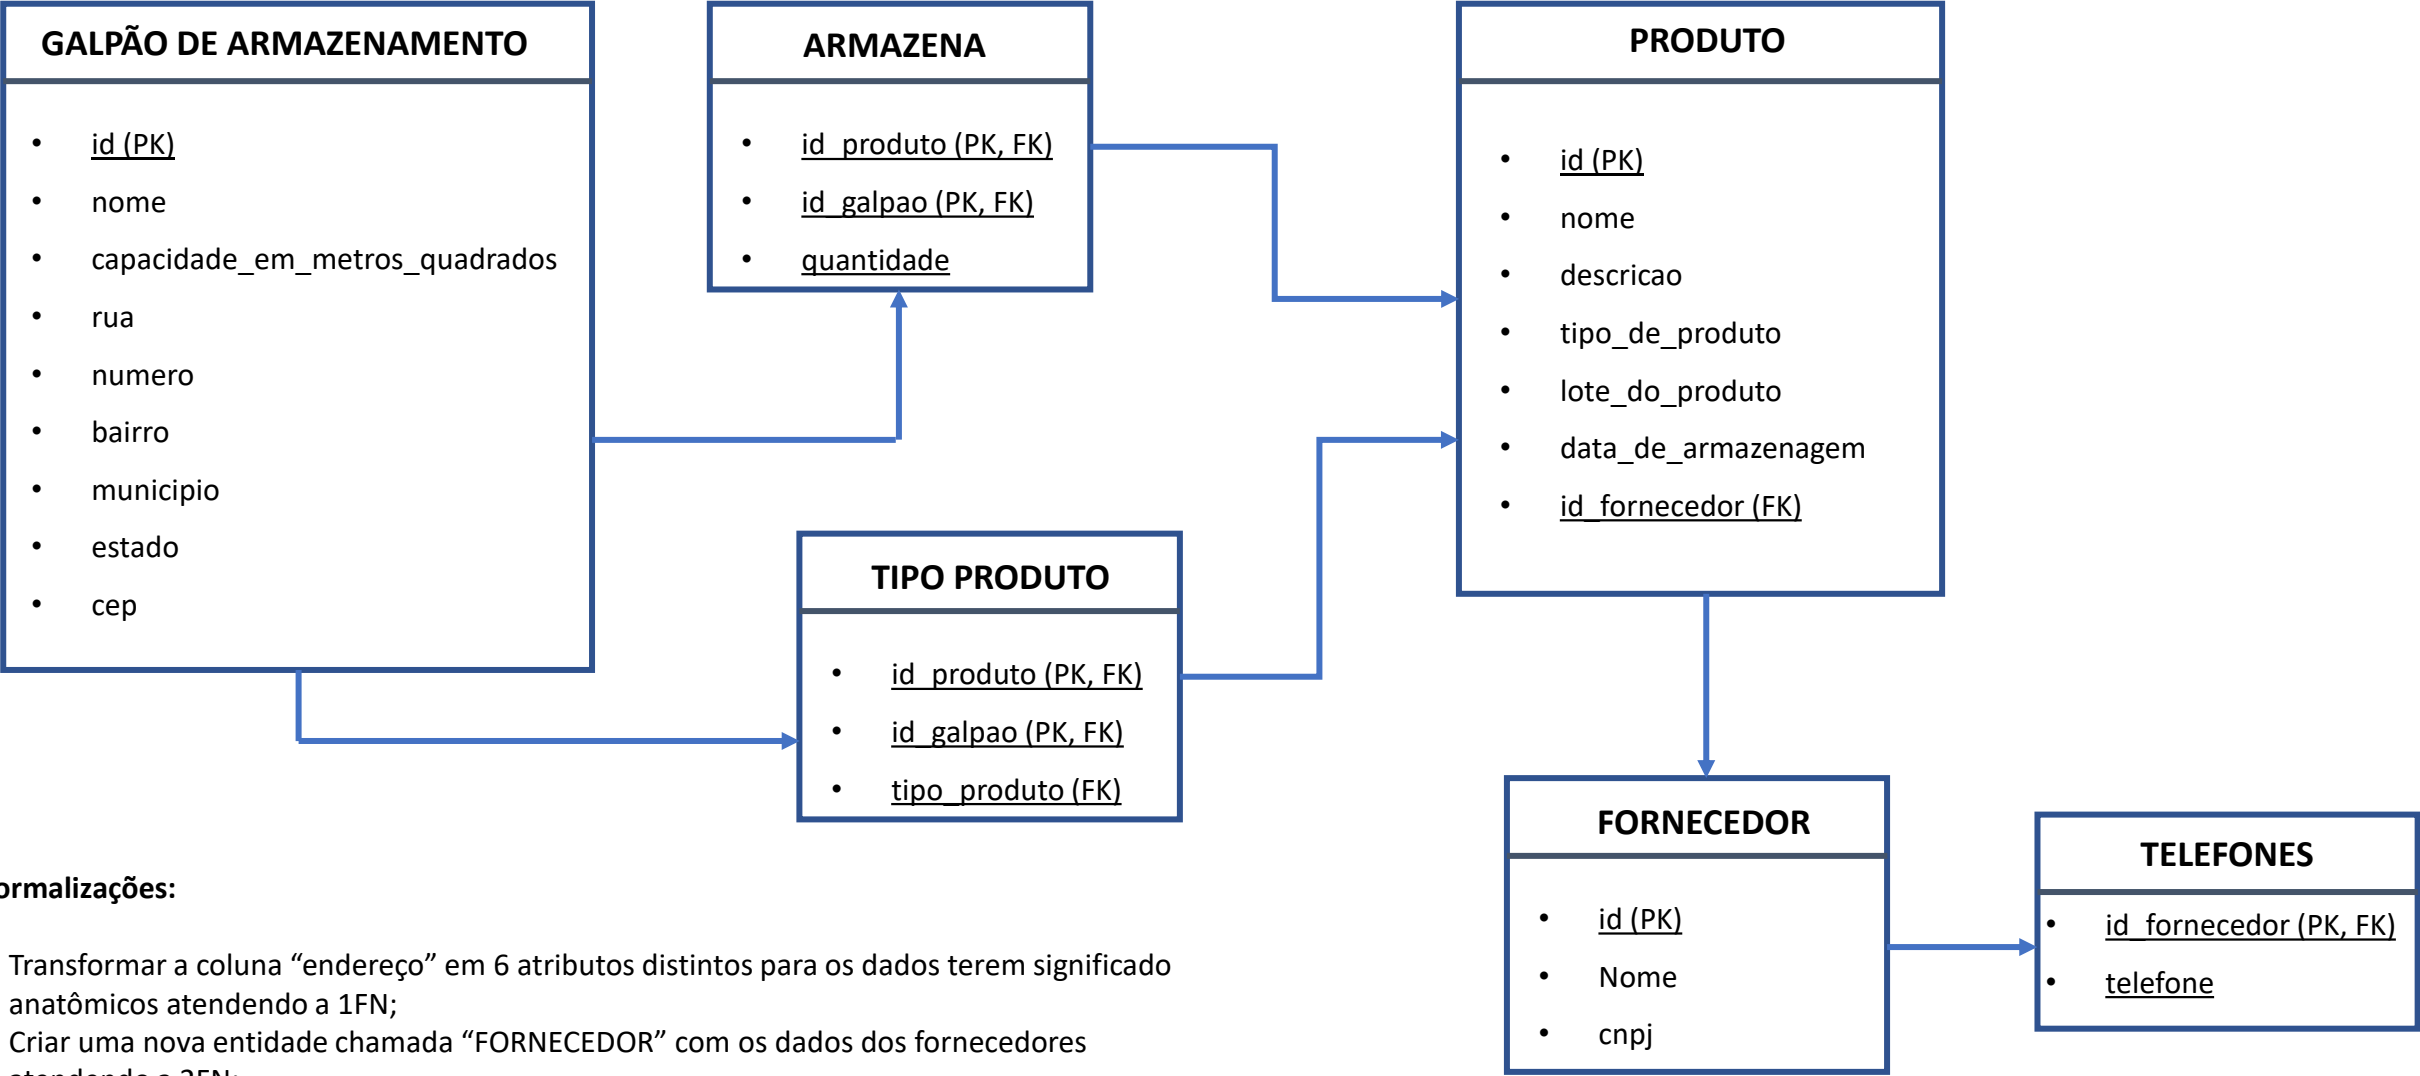 GALPÃO DE ARMAZENAMENTO
• id (PK)
• nome
• capacidade_em_metros_quadrados
• rua
• numero
• bairro
• municipio
• estado
• cep
ARMAZENA
• id_produto (PK, FK)
• id_galpao (PK, FK)
• quantidade
PRODUTO
• id (PK)
• nome
• descricao
• tipo_de_produto
• lote_do_produto
• data_de_armazenagem
• id_fornecedor (FK)
TIPO PRODUTO
• id_produto (PK, FK)
• id_galpao (PK, FK)
• tipo_produto (FK)
FORNECEDOR
• id (PK)
• Nome
• cnpj
TELEFONES
• id_fornecedor (PK, FK)
• telefone
ormalizações:
Transformar a coluna “endereço” em 6 atributos distintos para os dados terem significado
anatômicos atendendo a 1FN;
Criar uma nova entidade chamada “FORNECEDOR” com os dados dos fornecedores